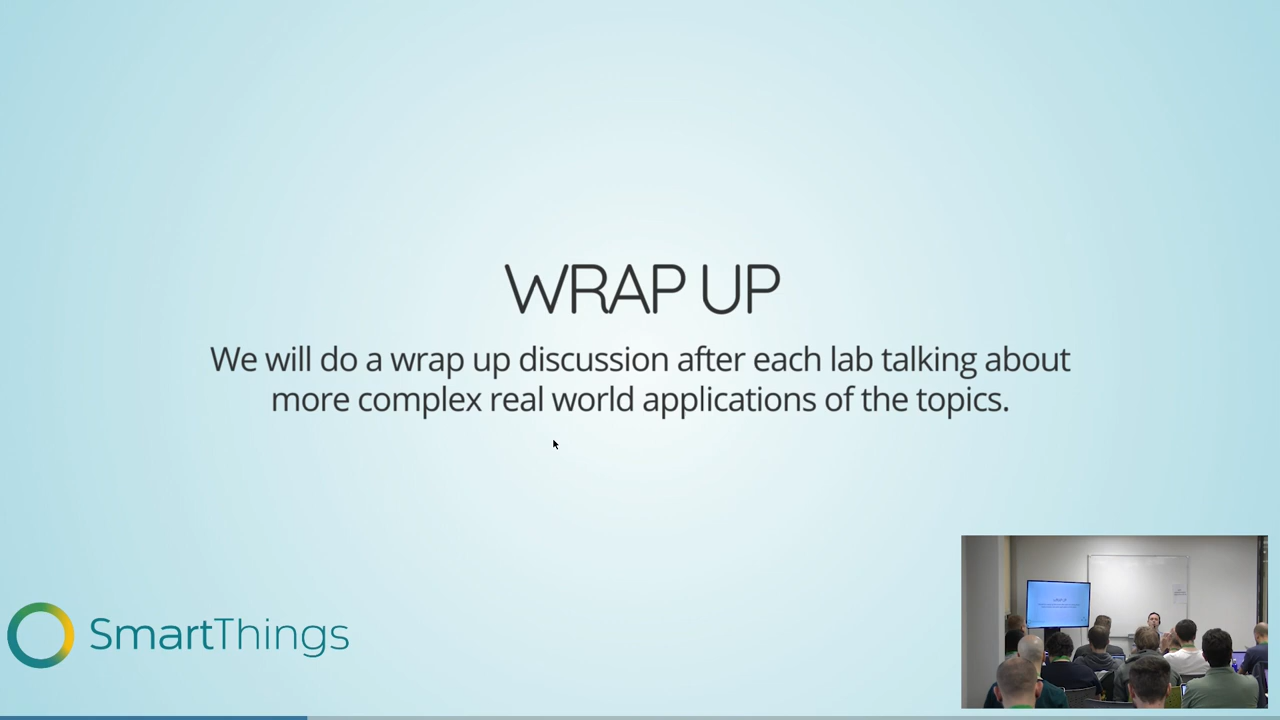 WRAP UP
We will do a wrap up discussion after each lab talking about
more complex real world applications of the topics.
SmartThings